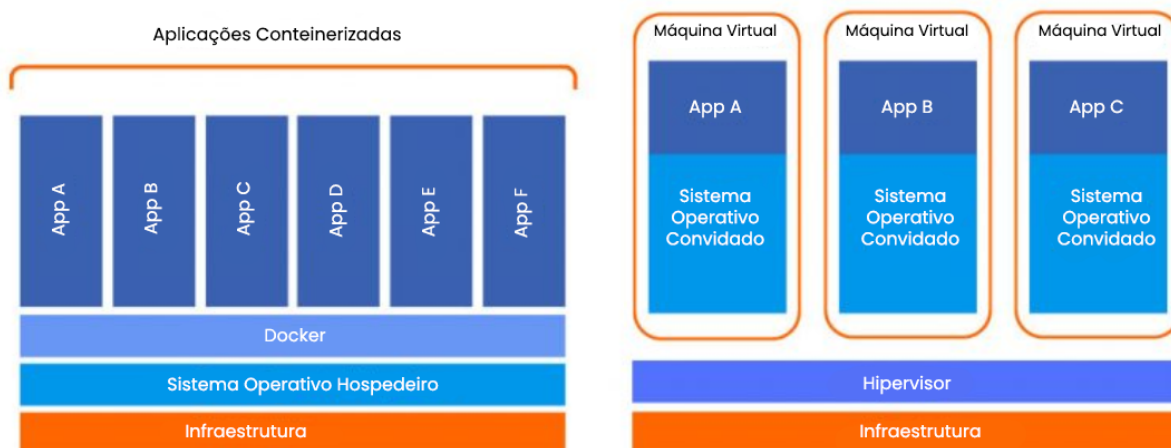 Aplicações Conteinerizadas
App A
App B
App C
App D
App E
App F
Docker
Sistema Operativo Hospedeiro
Infraestrutura
Máquina Virtual
App A
Sistema
Operativo
Convidado
Máquina Virtual
App B
Sistema
Operativo
Convidado
Máquina Virtual
App C
Sistema
Operativo
Convidado
Hipervisor
Infraestrutura